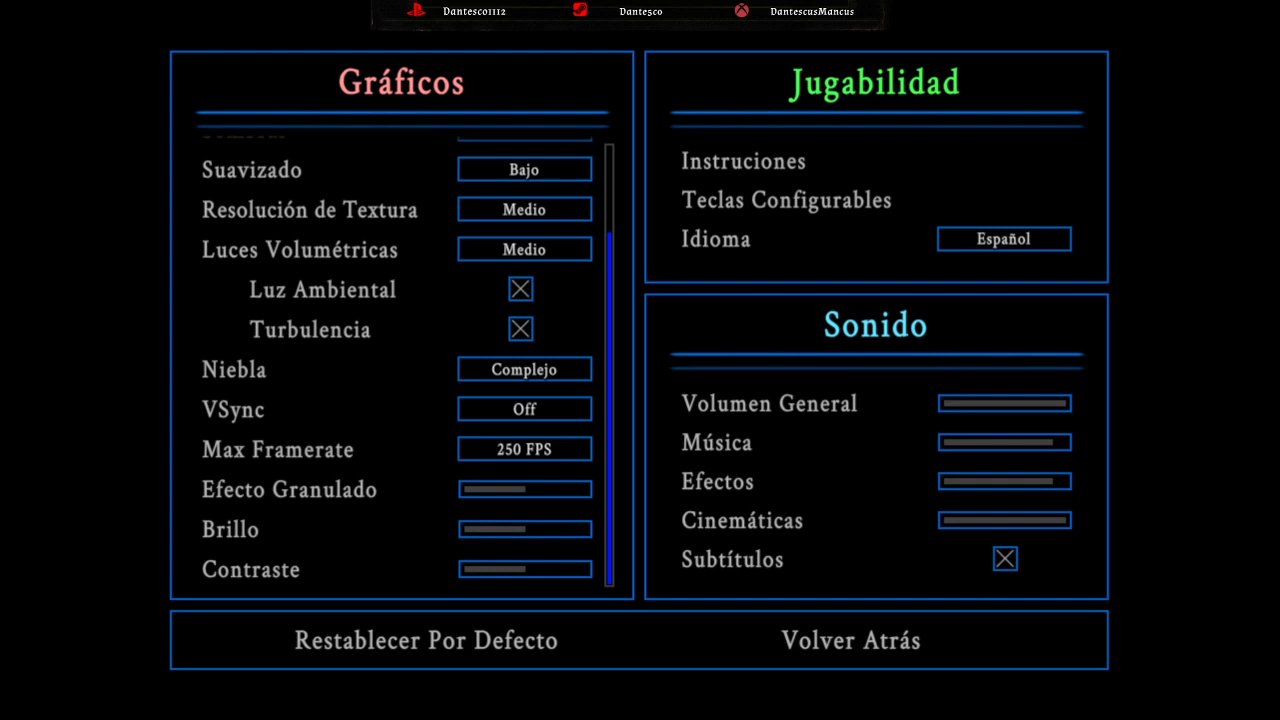 Dantesco1112 Dante5co DantescusMancus
Gráficos
Suavizado Bajo
Resolución de Textura Medio
Luces Volumétricas Medio
Luz Ambiental
Turbulencia
Niebla Complejo
VSync Off
Max Framerate 250 FPS
Efecto Granulado
Brillo
Contraste
Jugabilidad
Instruciones
Teclas Configurables
Idioma Español
Sonido
Volumen General
Música
Efectos
Cinemáticas
Subtítulos
Restablecer Por Defecto Volver Atrás